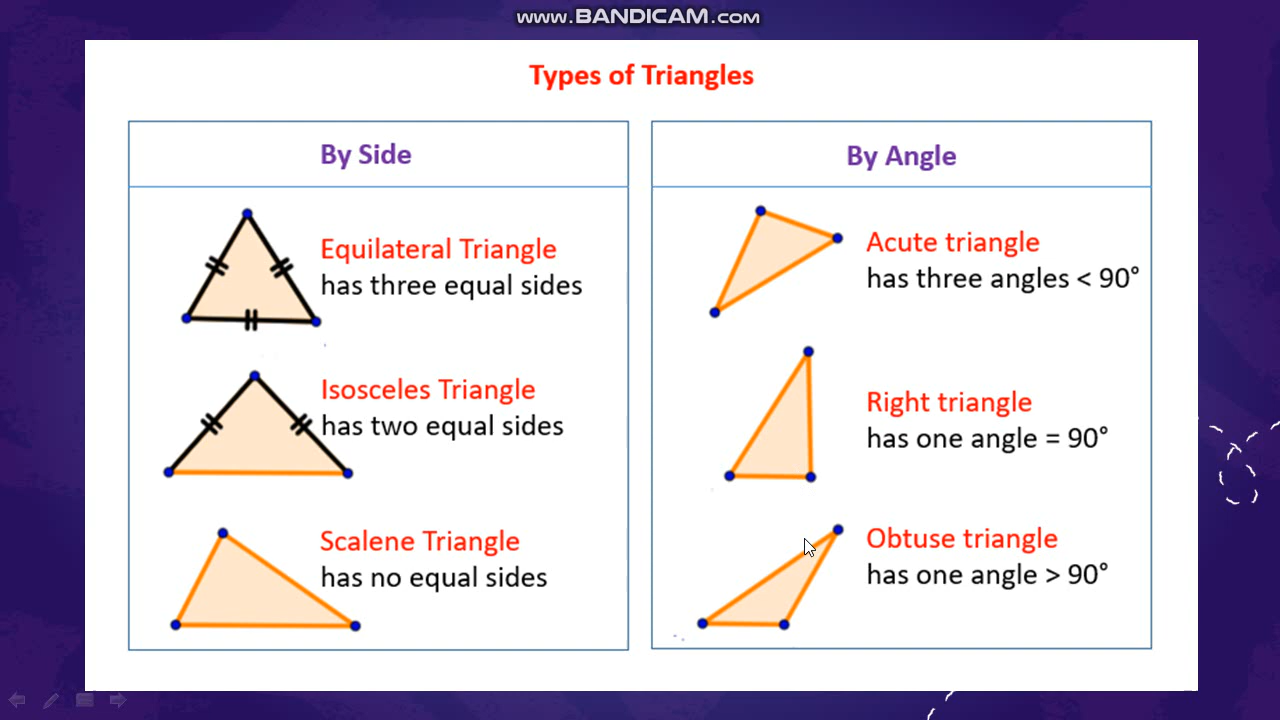 www.BANDICAM.com
Types of Triangles
By Side
Equilateral Triangle
has three equal sides
Isosceles Triangle
has two equal sides
Scalene Triangle
has no equal sides
By Angle
Acute triangle
has three angles < 90°
Right triangle
has one angle = 90°
Obtuse triangle
has one angle > 90°